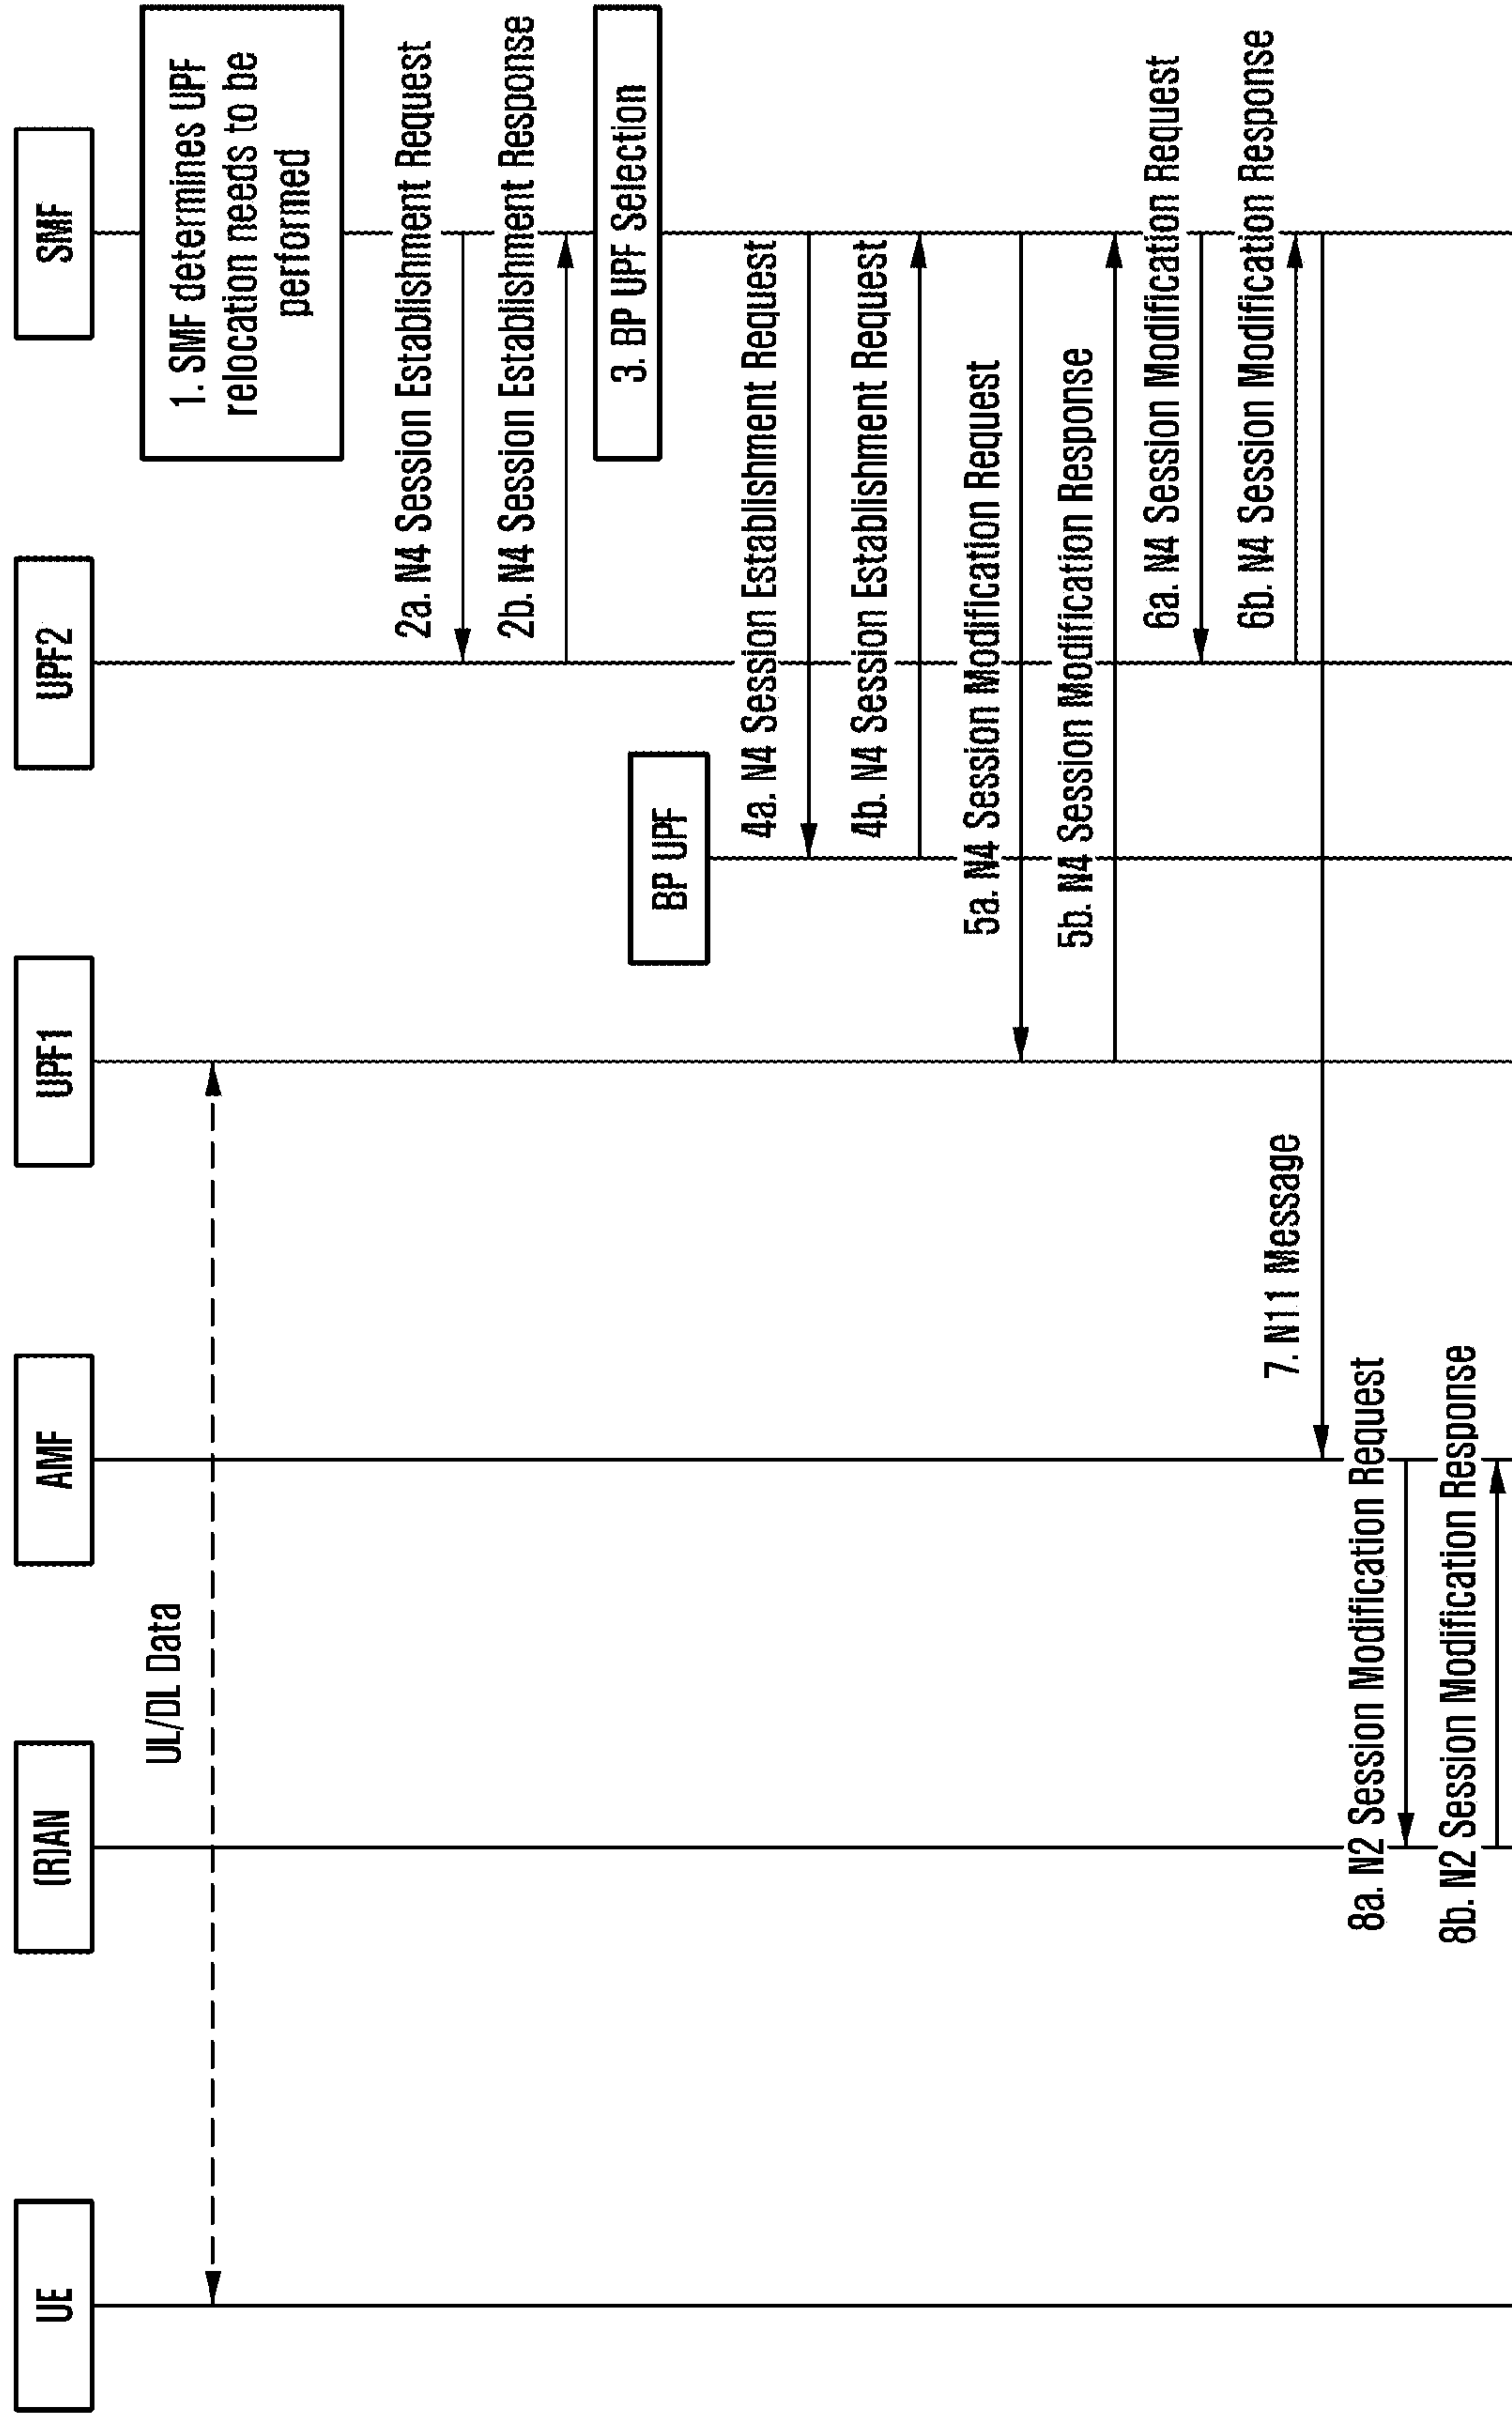 UE
(R)AN
AMF
UPF1
UPF2
SMF
UL/DL Data
1. SMF determines UPF
relocation needs to be
performed
2a. N4 Session Establishment Request
2b. N4 Session Establishment Response
3. BP UPF Selection
BP UPF
4a. N4 Session Establishment Request
4b. N4 Session Establishment Request
5a. N4 Session Modification Request
5b. N4 Session Modification Response
6a. N4 Session Modification Request
6b. N4 Session Modification Response
7. N11 Message
8a. N2 Session Modification Request
8b. N2 Session Modification Response